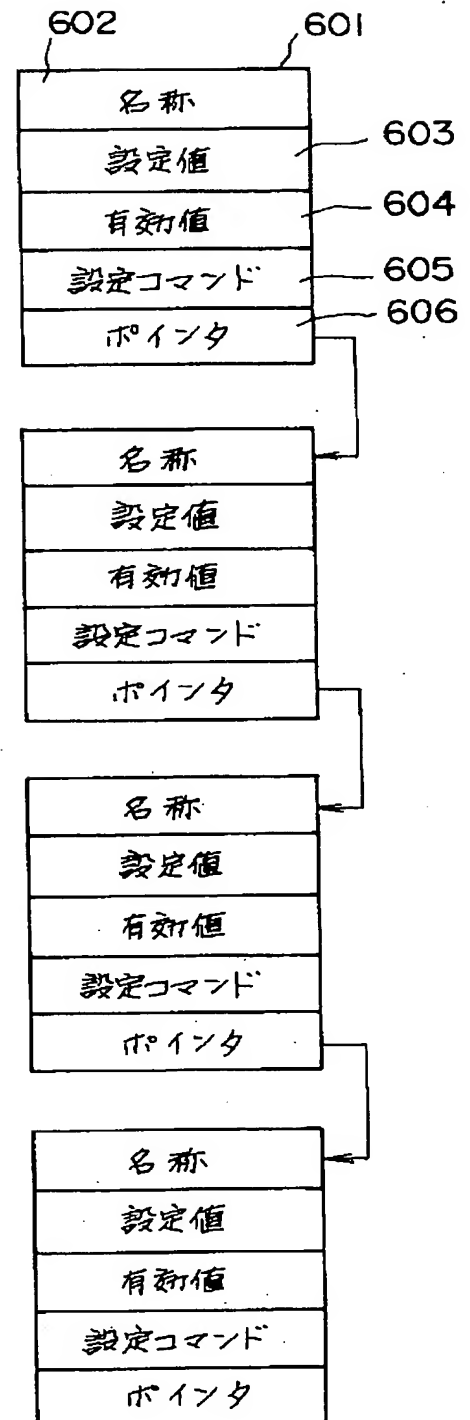 602 601
名称
設定値 603
有効値 604
設定コマンド 605
ポインタ 606
名称
設定値
有効値
設定コマンド
ポインタ
名称
設定値
有効値
設定コマンド
ポインタ
名称
設定値
有効値
設定コマンド
ポインタ